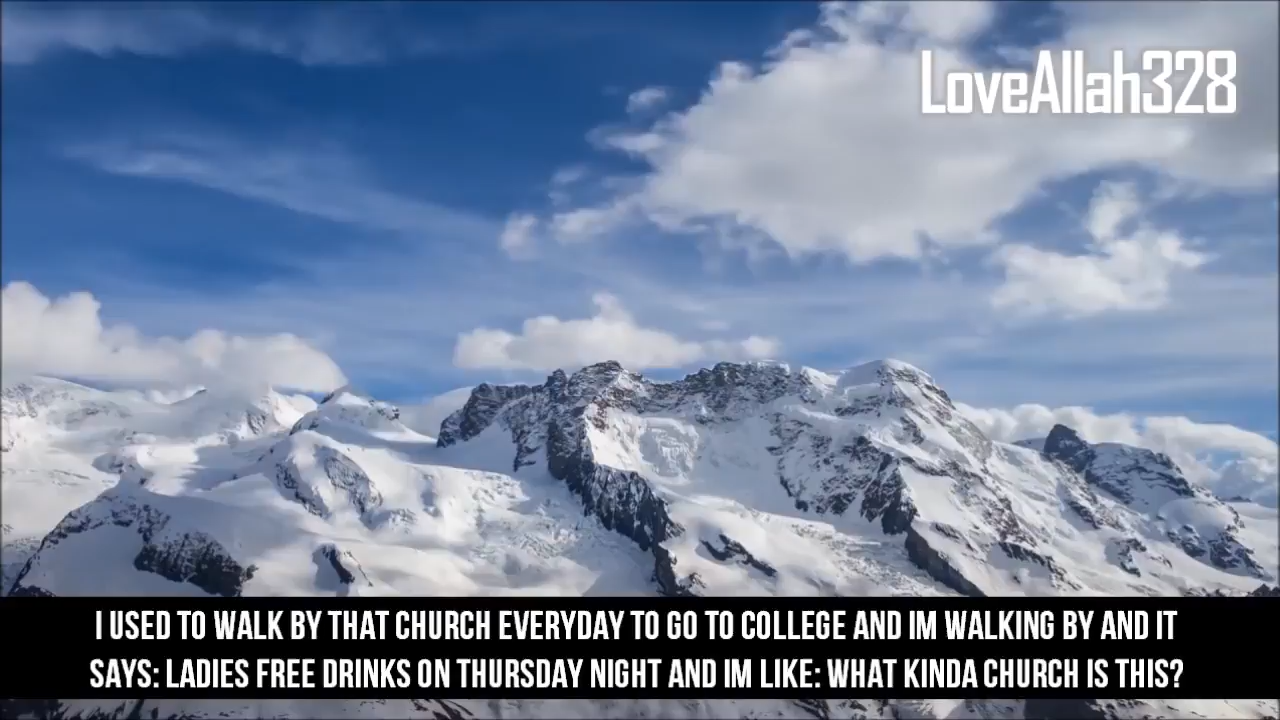 LoveAllah328
I USED TO WALK BY THAT CHURCH EVERYDAY TO GO TO COLLEGE AND IM WALKING BY AND IT
SAYS: LADIES FREE DRINKS ON THURSDAY NIGHT AND IM LIKE: WHAT KINDA CHURCH IS THIS?